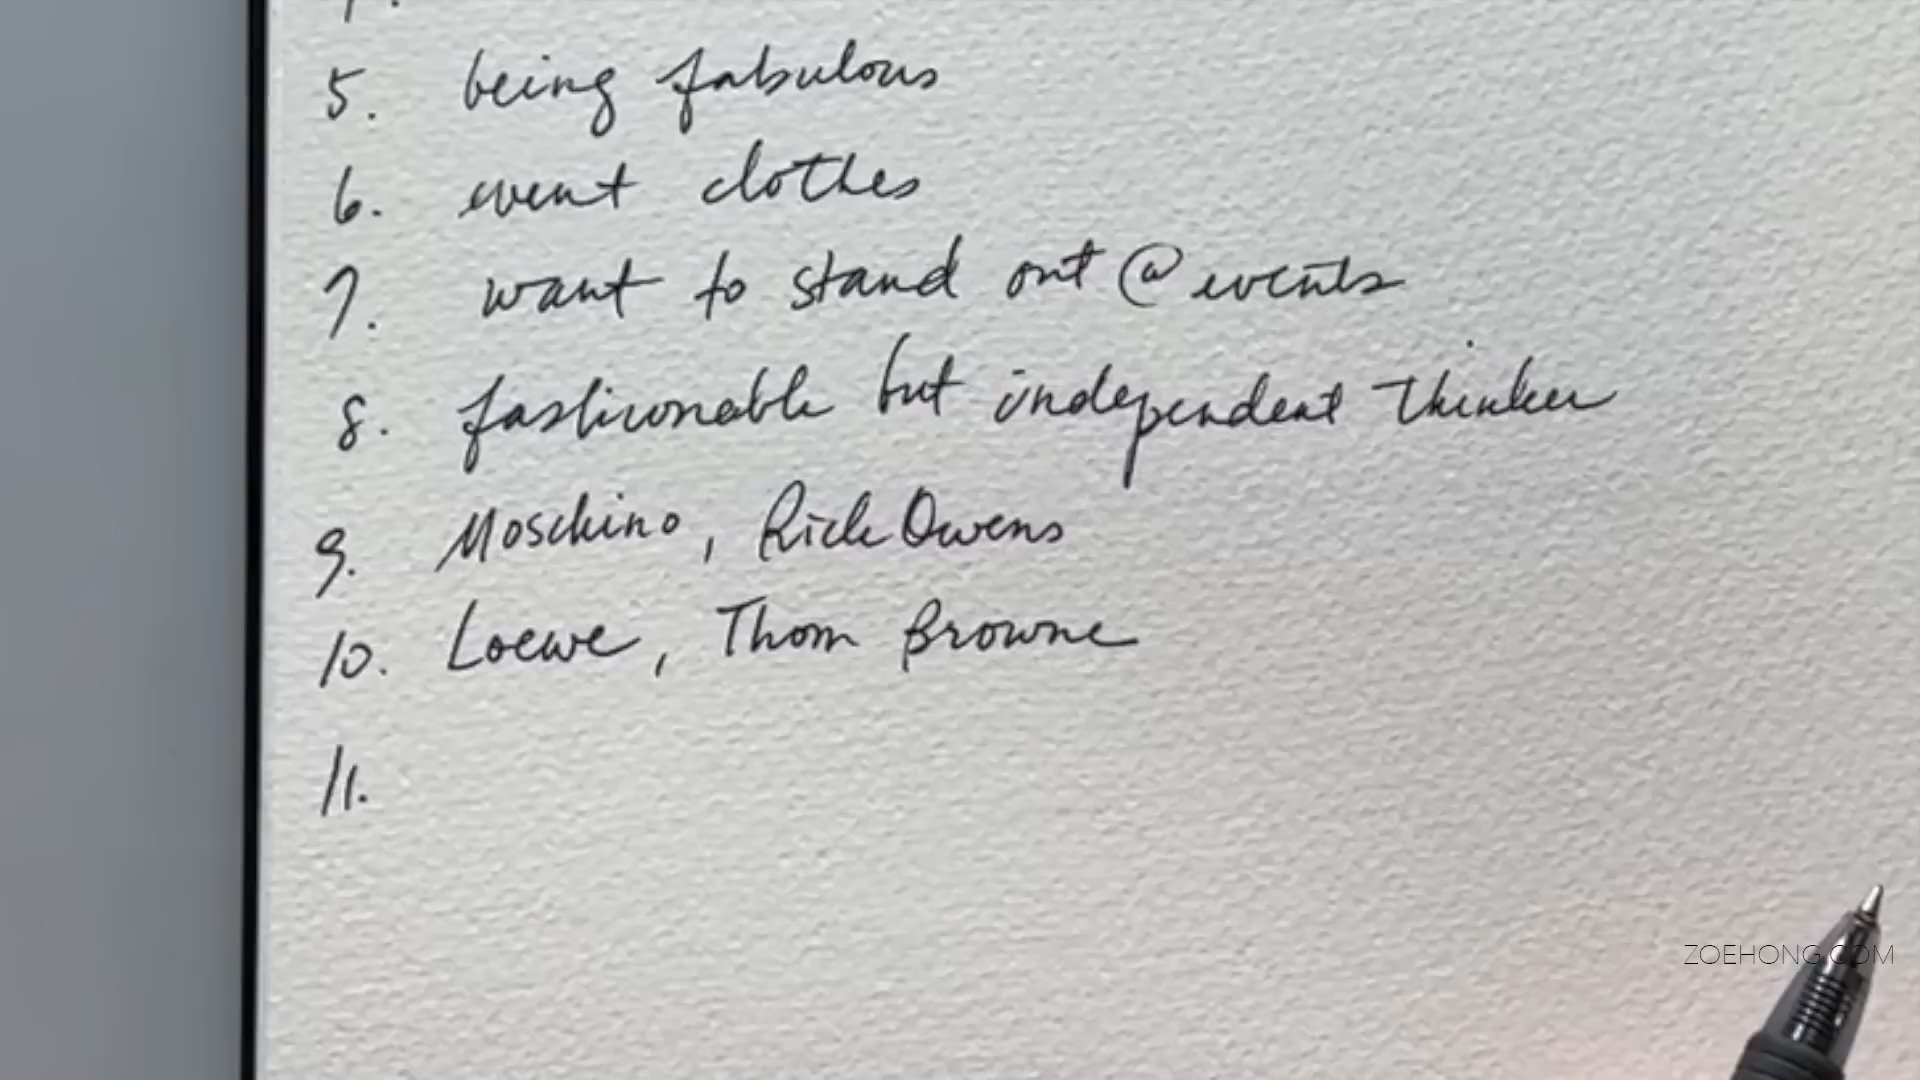 5. being fabulous
6. event clothes
7. want to stand out @ events
8. fashionable but independent thinker
9. Moschino, Rick Owens
10. Loewe, Thom Browne
11.
ZOEHONG.COM